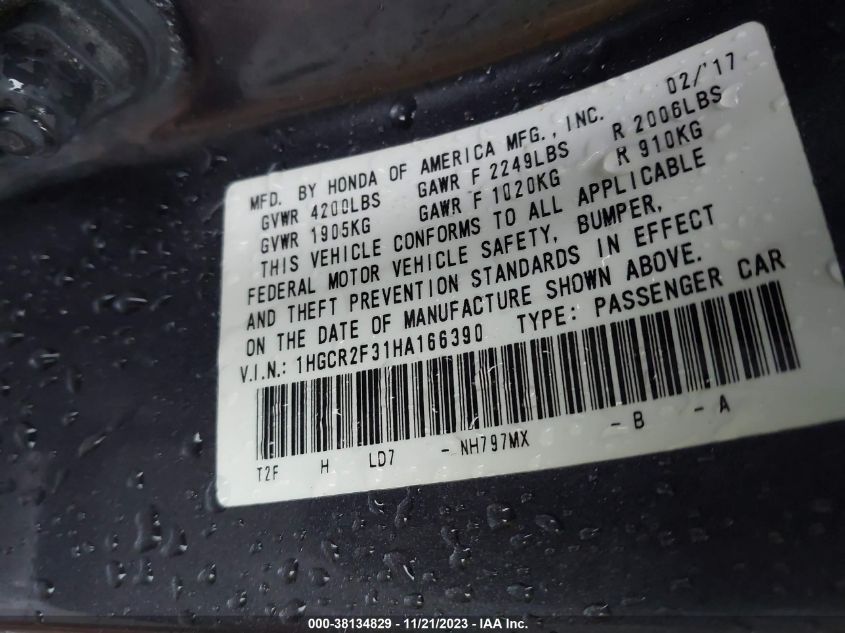 02/'17
MFD. BY HONDA OF AMERICA MFG., INC.
GVWR 4200LBS GAWR F 2249LBS R 2006LBS
GVWR 1905KG GAWR F 1020KG R 910KG
THIS VEHICLE CONFORMS TO ALL APPLICABLE
FEDERAL MOTOR VEHICLE SAFETY, BUMPER,
AND THEFT PREVENTION STANDARDS IN EFFECT
ON THE DATE OF MANUFACTURE SHOWN ABOVE.
V.I.N.: 1HGCR2F31HA166390 TYPE: PASSENGER CAR
T2F H LD7 - NH797MX - B - A
000-38134829 - 11/21/2023 - IAA Inc.